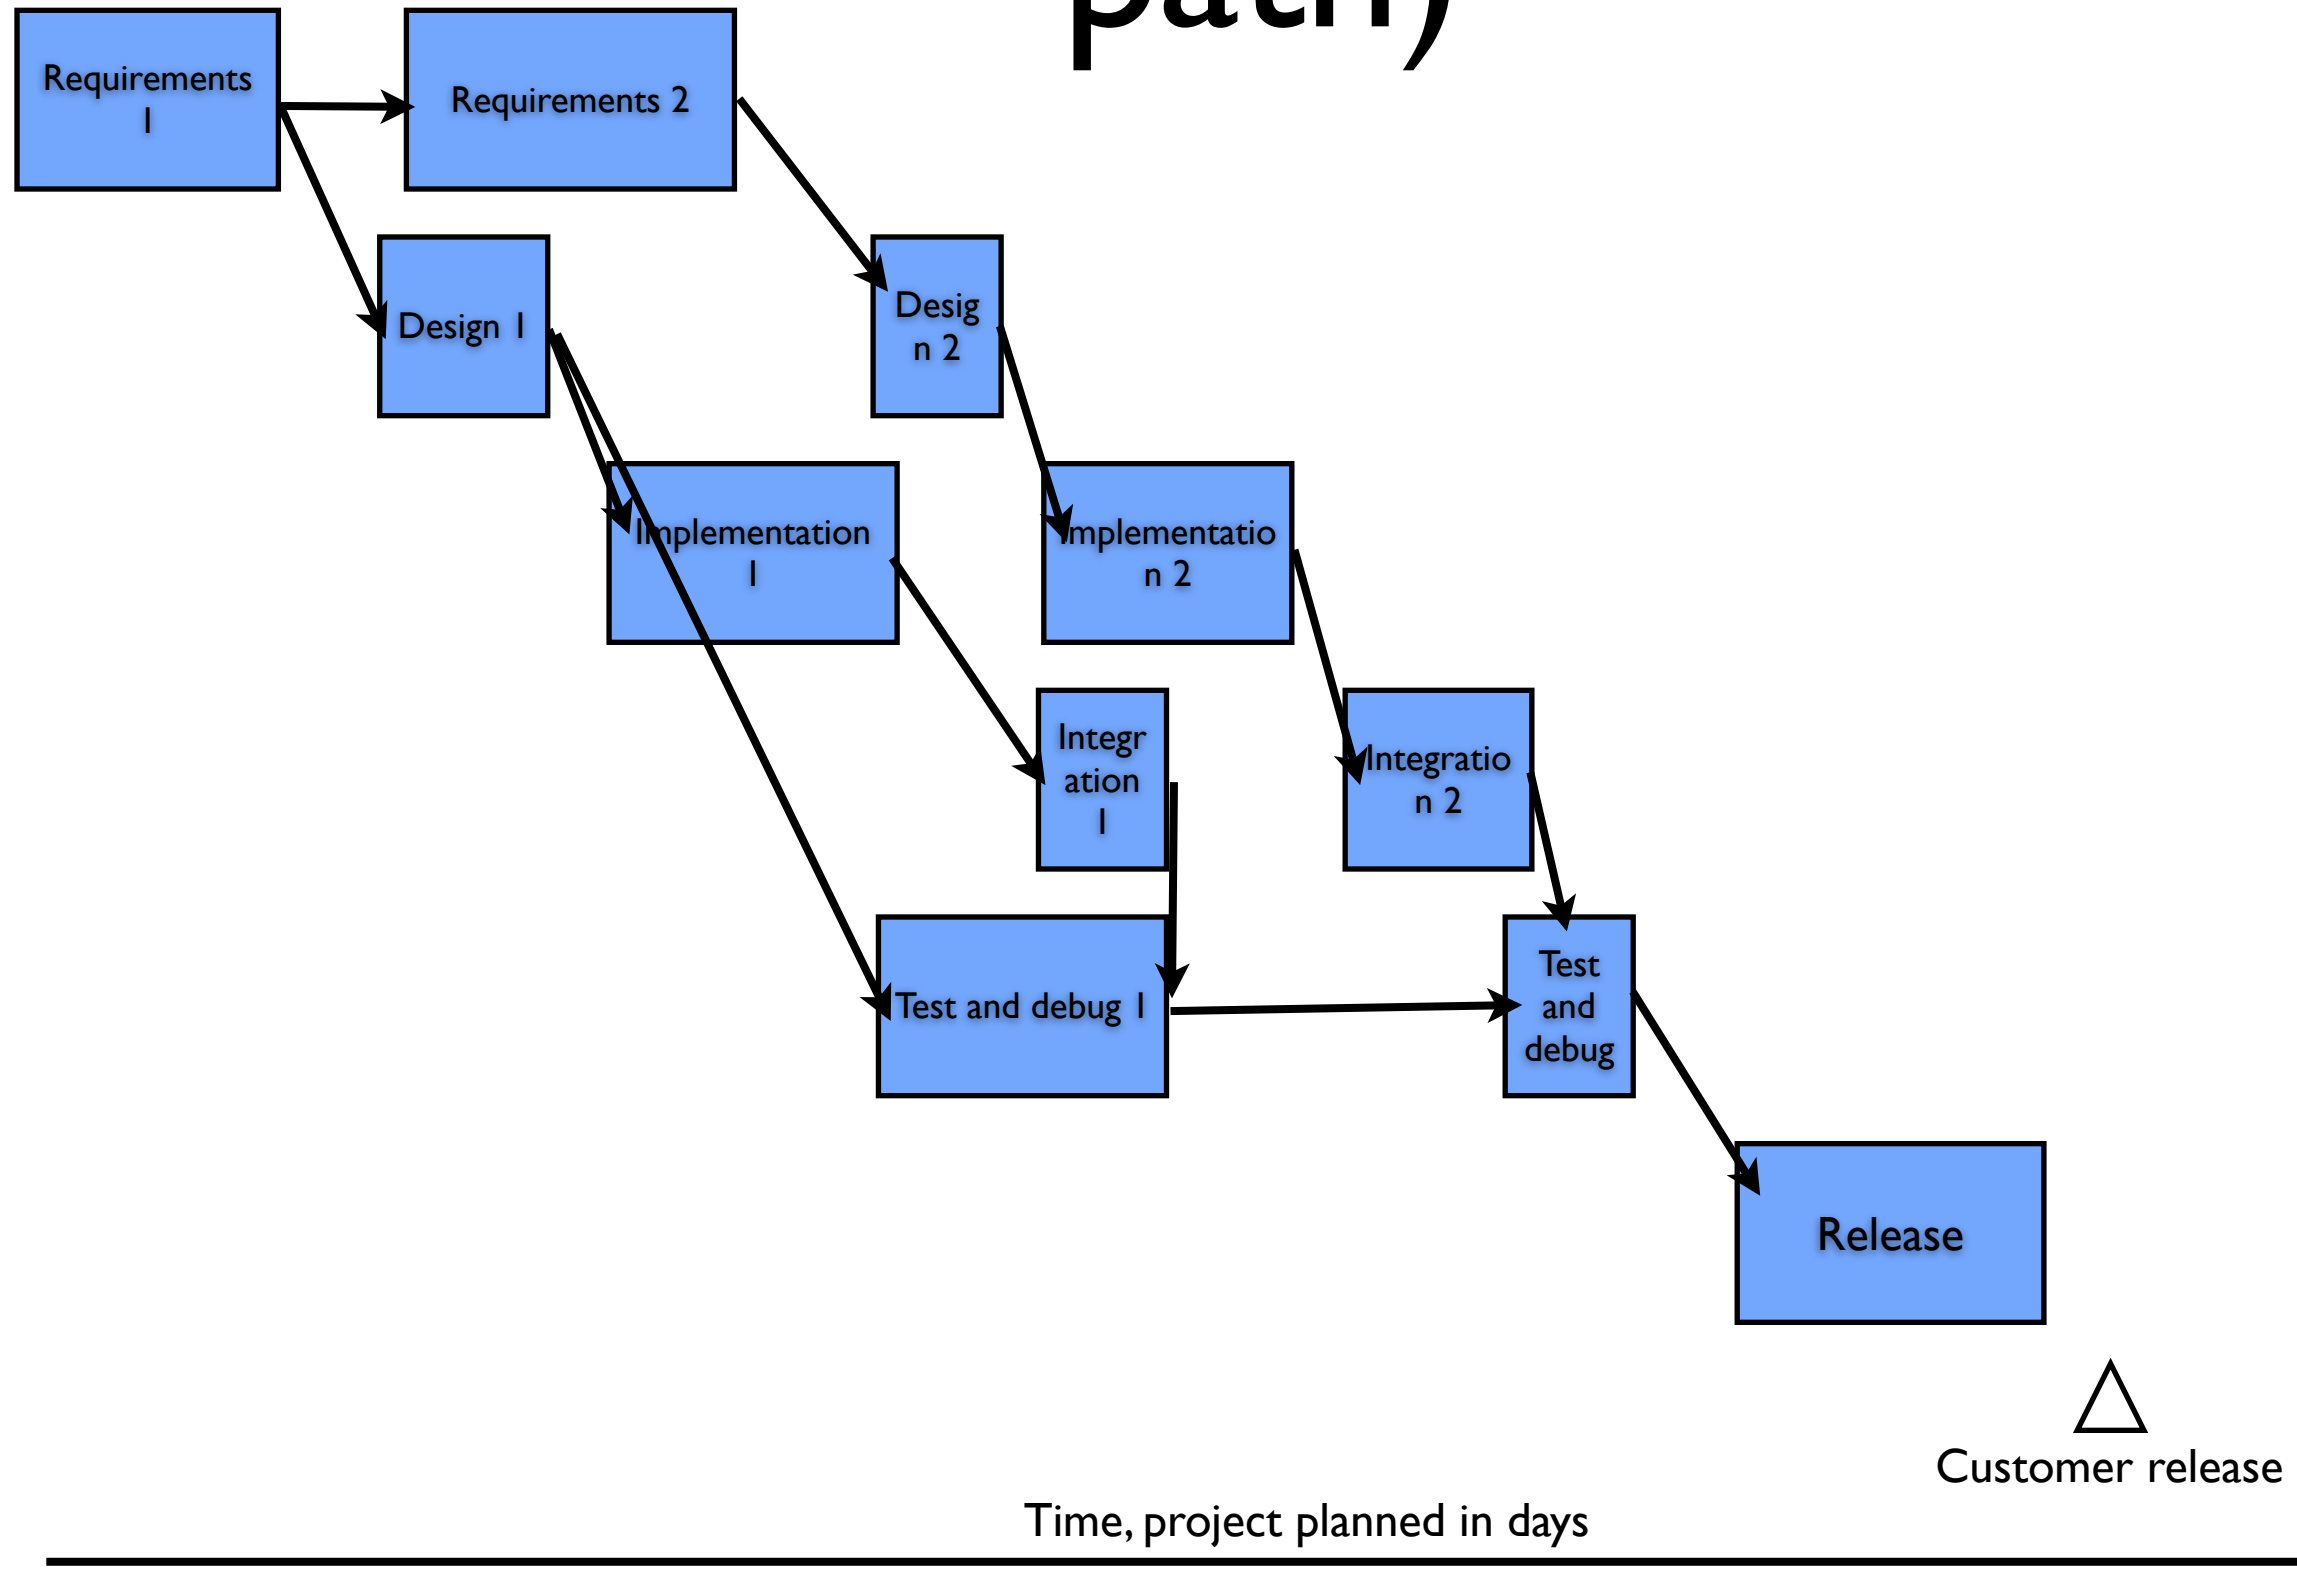 path)
Requirements
1
Requirements 2
Design 1
Desig
n 2
Implementation
1
Implementatio
n 2
Integr
ation
1
Integratio
n 2
Test and debug 1
Test
and
debug
Release
Customer release
Time, project planned in days